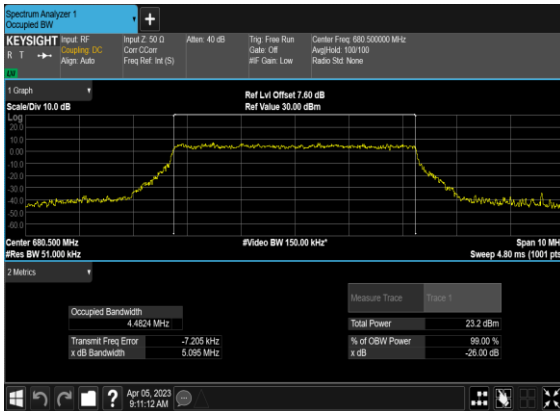 Spectrum Analyzer 1
Occupied BW
+
KEYSIGHT
R T
LXI
Input: RF
Coupling: DC
Align: Auto
Input Z: 50 Ω
Corr CCorr
Freq Ref: Int (S)
Atten: 40 dB
Trig: Free Run
Gate: Off
#IF Gain: Low
Center Freq: 680.500000 MHz
Avg|Hold: 100/100
Radio Std: None
1 Graph
Scale/Div 10.0 dB
Ref Lvl Offset 7.60 dB
Ref Value 30.00 dBm
Log
20.0
10.0
0.00
-10.0
-20.0
-30.0
-40.0
-50.0
-60.0
Center 680.500 MHz
#Res BW 51.000 kHz
#Video BW 150.00 kHz*
Span 10 MH
Sweep 4.80 ms (1001 pts
2 Metrics
Measure Trace
Trace 1
Occupied Bandwidth
4.4824 MHz
Total Power
23.2 dBm
Transmit Freq Error
-7.205 kHz
% of OBW Power
99.00 %
x dB Bandwidth
5.095 MHz
x dB
-26.00 dB
?
Apr 05, 2023
9:11:12 AM